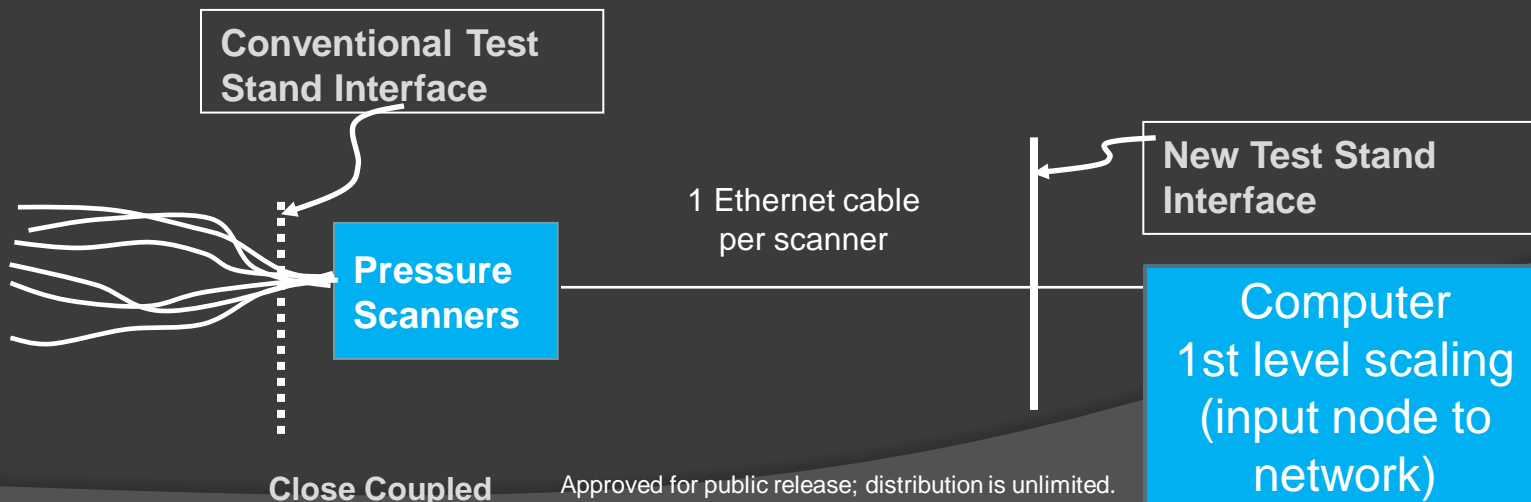 Conventional Test
Stand Interface
New Test Stand
Interface
1 Ethernet cable
per scanner
Pressure
Scanners
Computer
1st level scaling
(input node to
network)
Close Coupled
Approved for public release; distribution is unlimited.